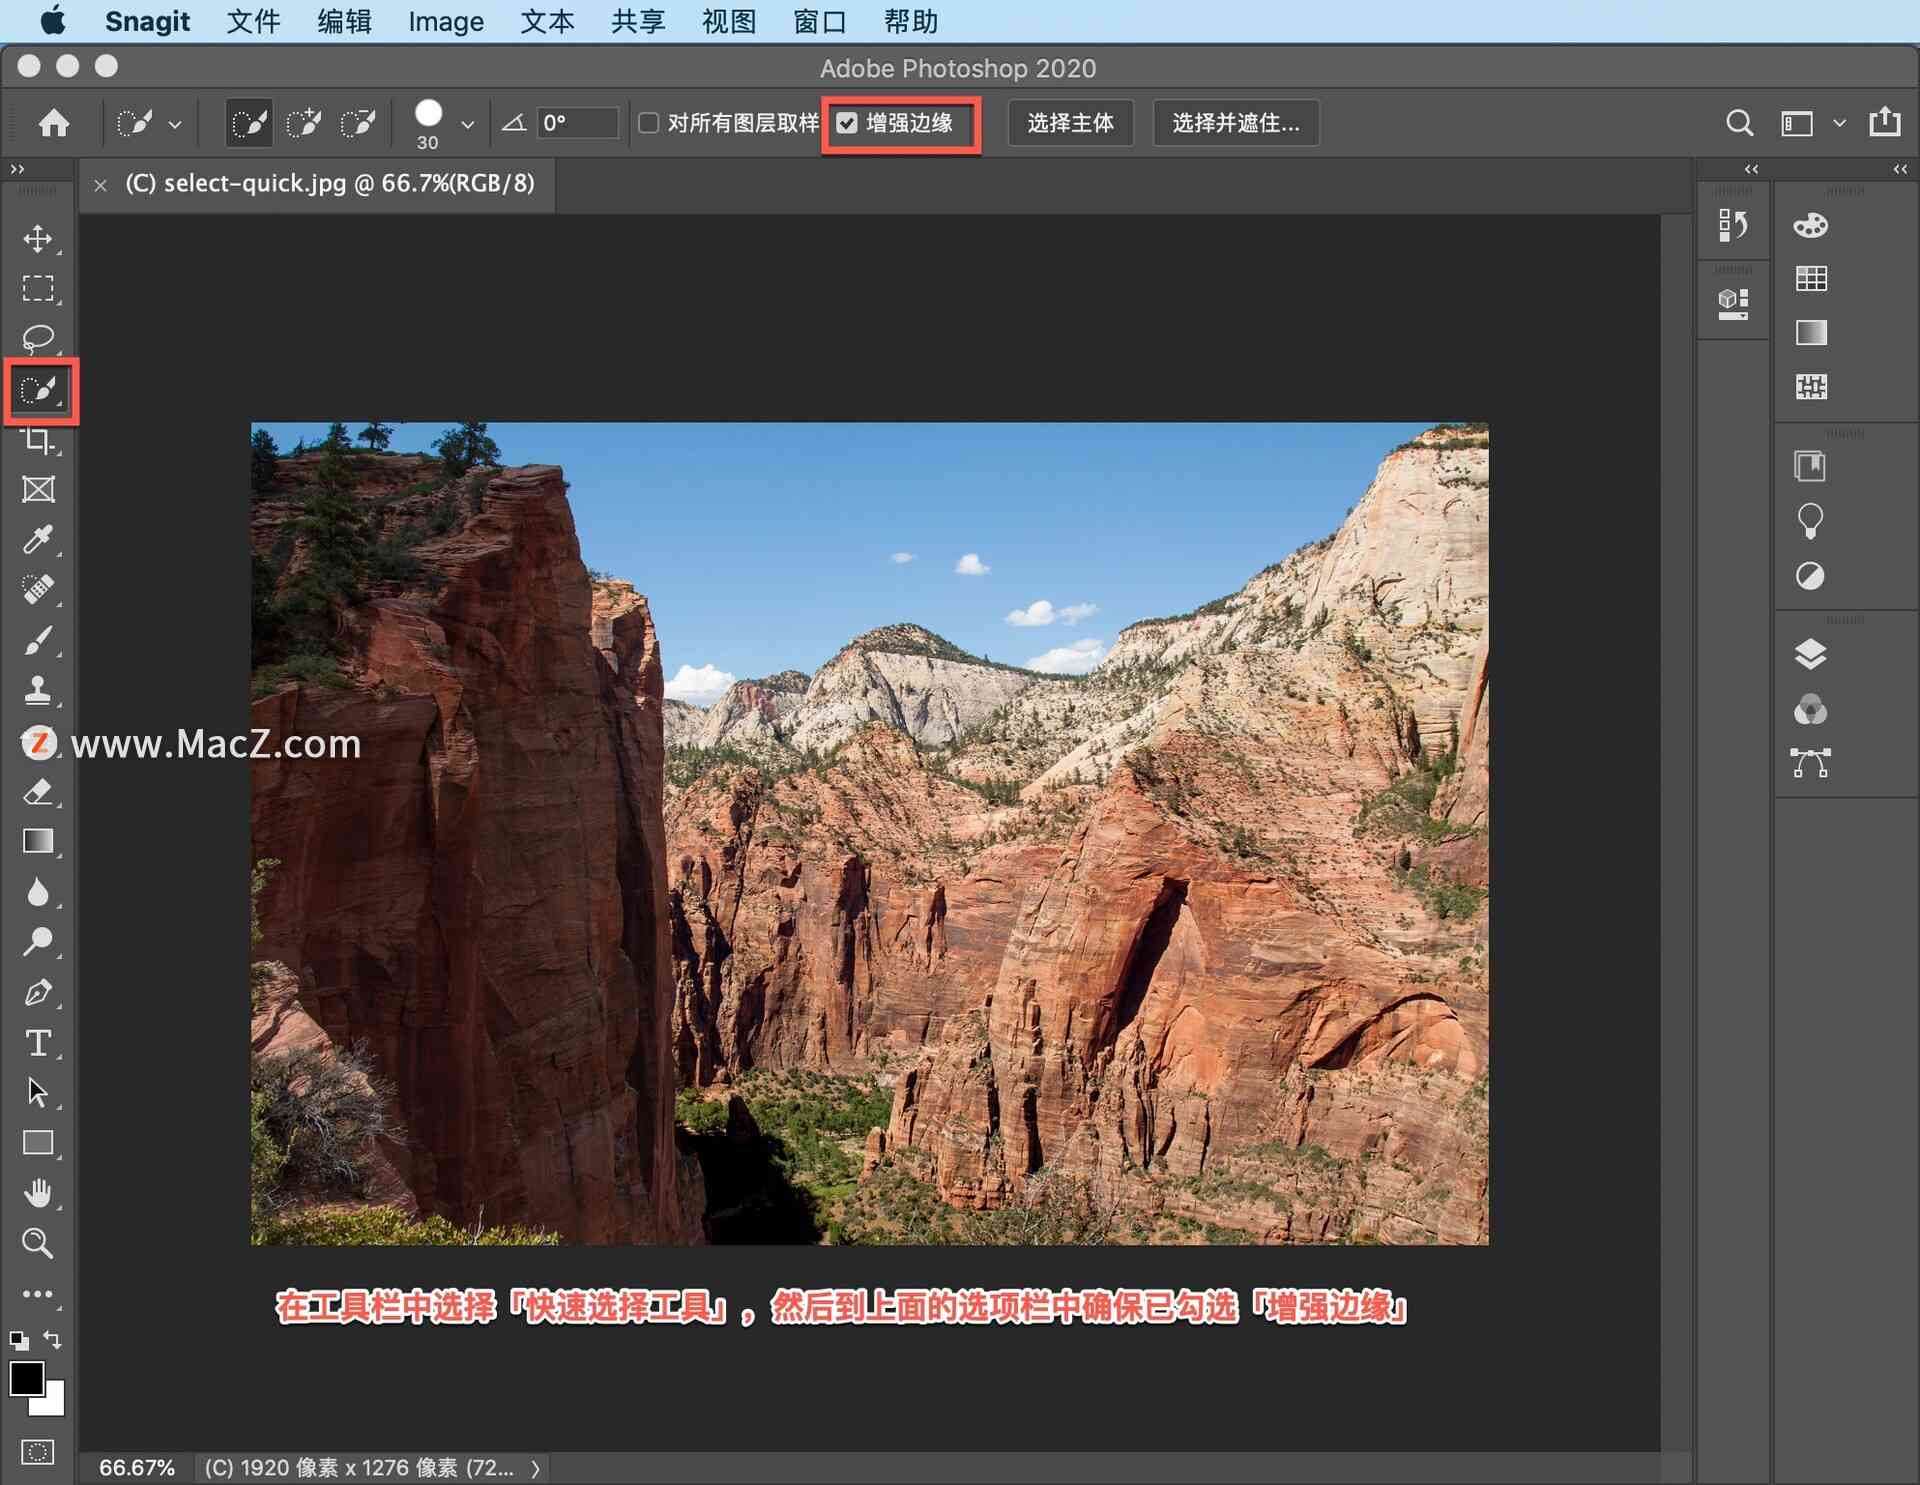 Snagit 文件 编辑 Image 文本 共享 视图 窗口 帮助
Adobe Photoshop 2020
30 0° 对所有图层取样 增强边缘 选择主体 选择并遮住...
× (C) select-quick.jpg @ 66.7%(RGB/8)
Z www.MacZ.com
T
在工具栏中选择「快速选择工具」，然后到上面的选项栏中确保已勾选「增强边缘」
66.67% (C) 1920 像素 x 1276 像素 (72...